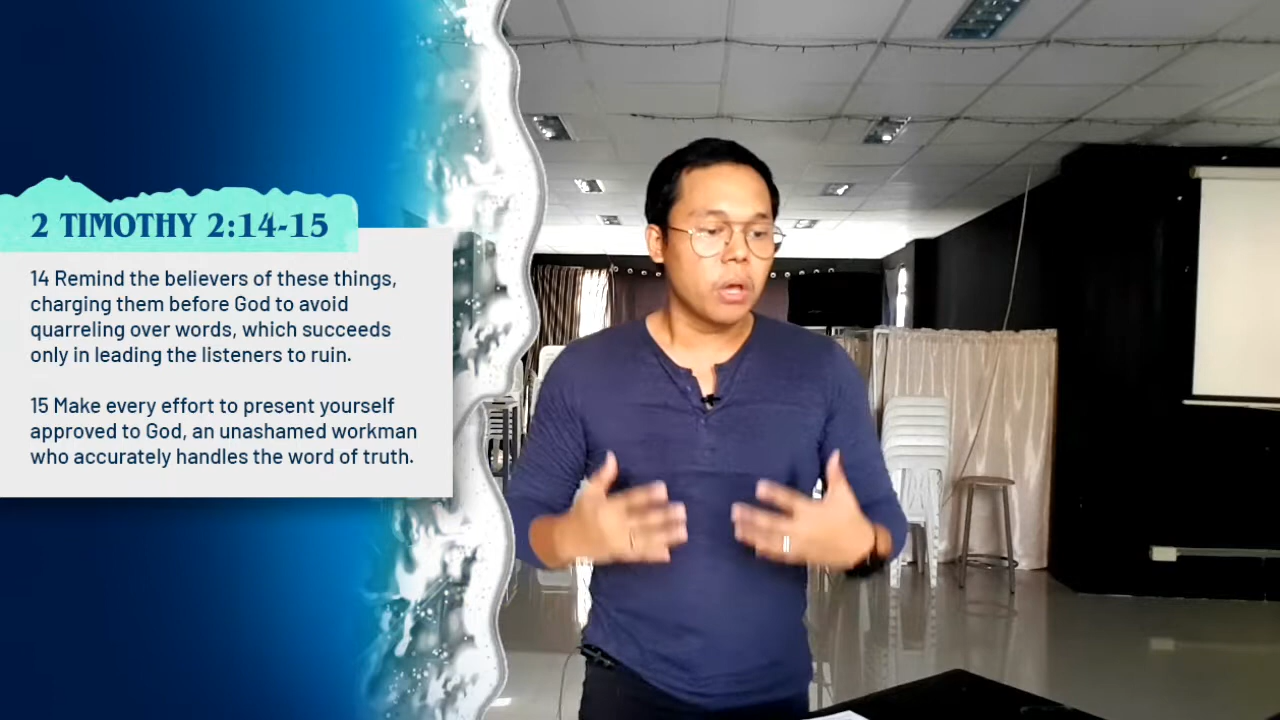 2 TIMOTHY 2:14-15
14 Remind the believers of these things,
charging them before God to avoid
quarreling over words, which succeeds
only in leading the listeners to ruin.
15 Make every effort to present yourself
approved to God, an unashamed workman
who accurately handles the word of truth.